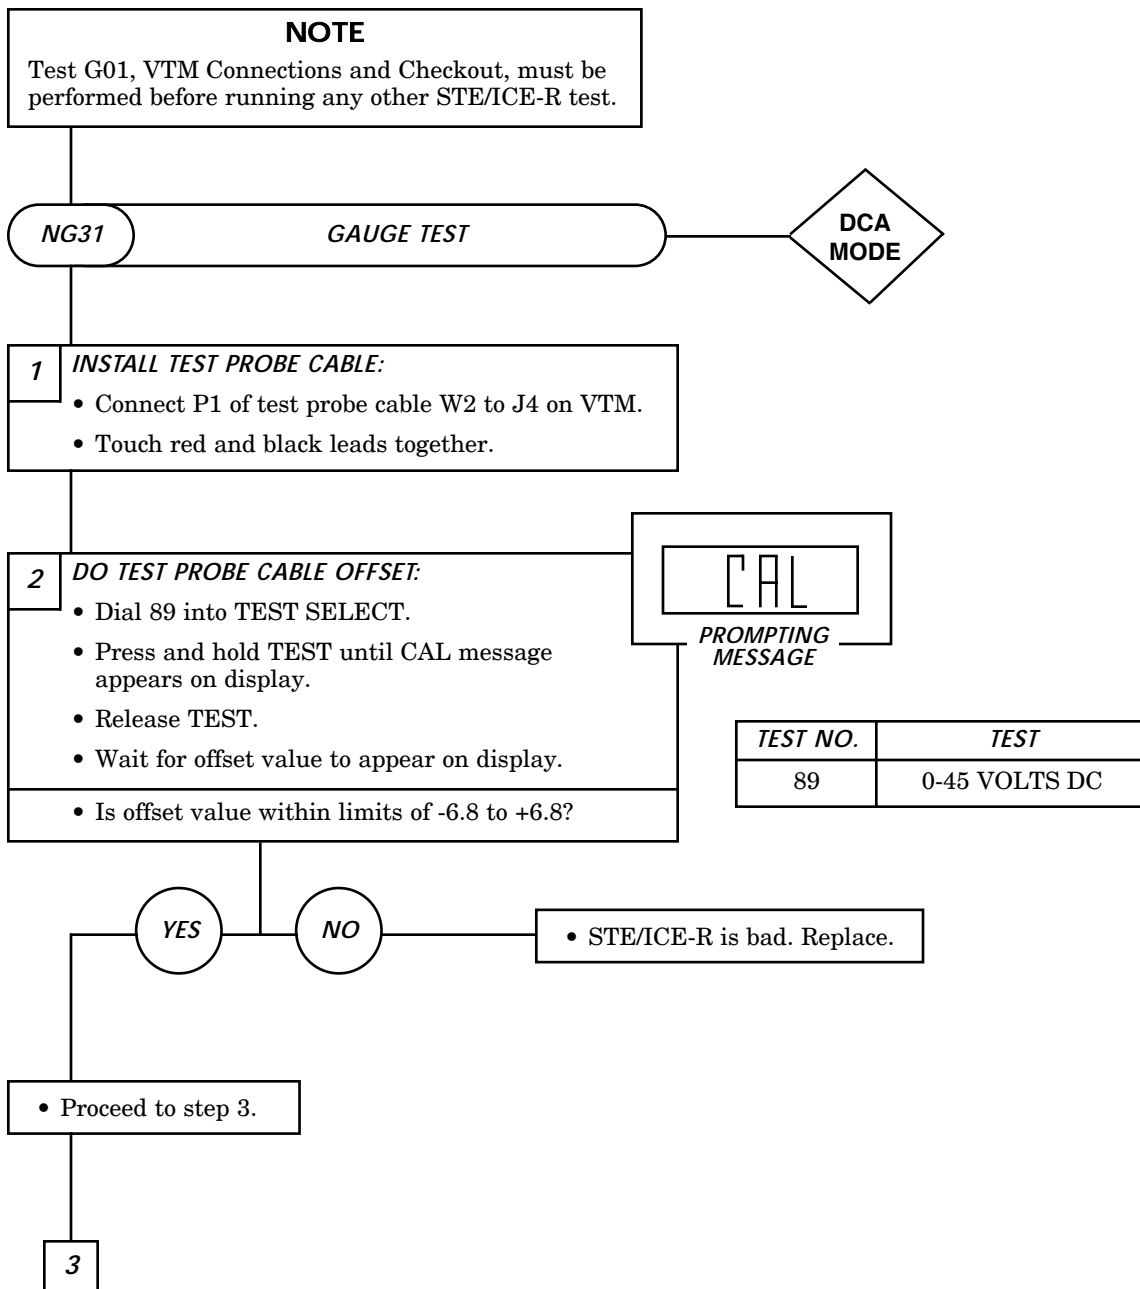 NOTE
Test G01, VTM Connections and Checkout, must be
performed before running any other STE/ICE-R test.
NG31
GAUGE TEST
DCA
MODE
1
INSTALL TEST PROBE CABLE:
• Connect P1 of test probe cable W2 to J4 on VTM.
• Touch red and black leads together.
2
DO TEST PROBE CABLE OFFSET:
• Dial 89 into TEST SELECT.
• Press and hold TEST until CAL message
appears on display.
• Release TEST.
• Wait for offset value to appear on display.
• Is offset value within limits of -6.8 to +6.8?
CAL
PROMPTING
MESSAGE
TEST NO. TEST
89 0-45 VOLTS DC
YES
NO
• STE/ICE-R is bad. Replace.
• Proceed to step 3.
3